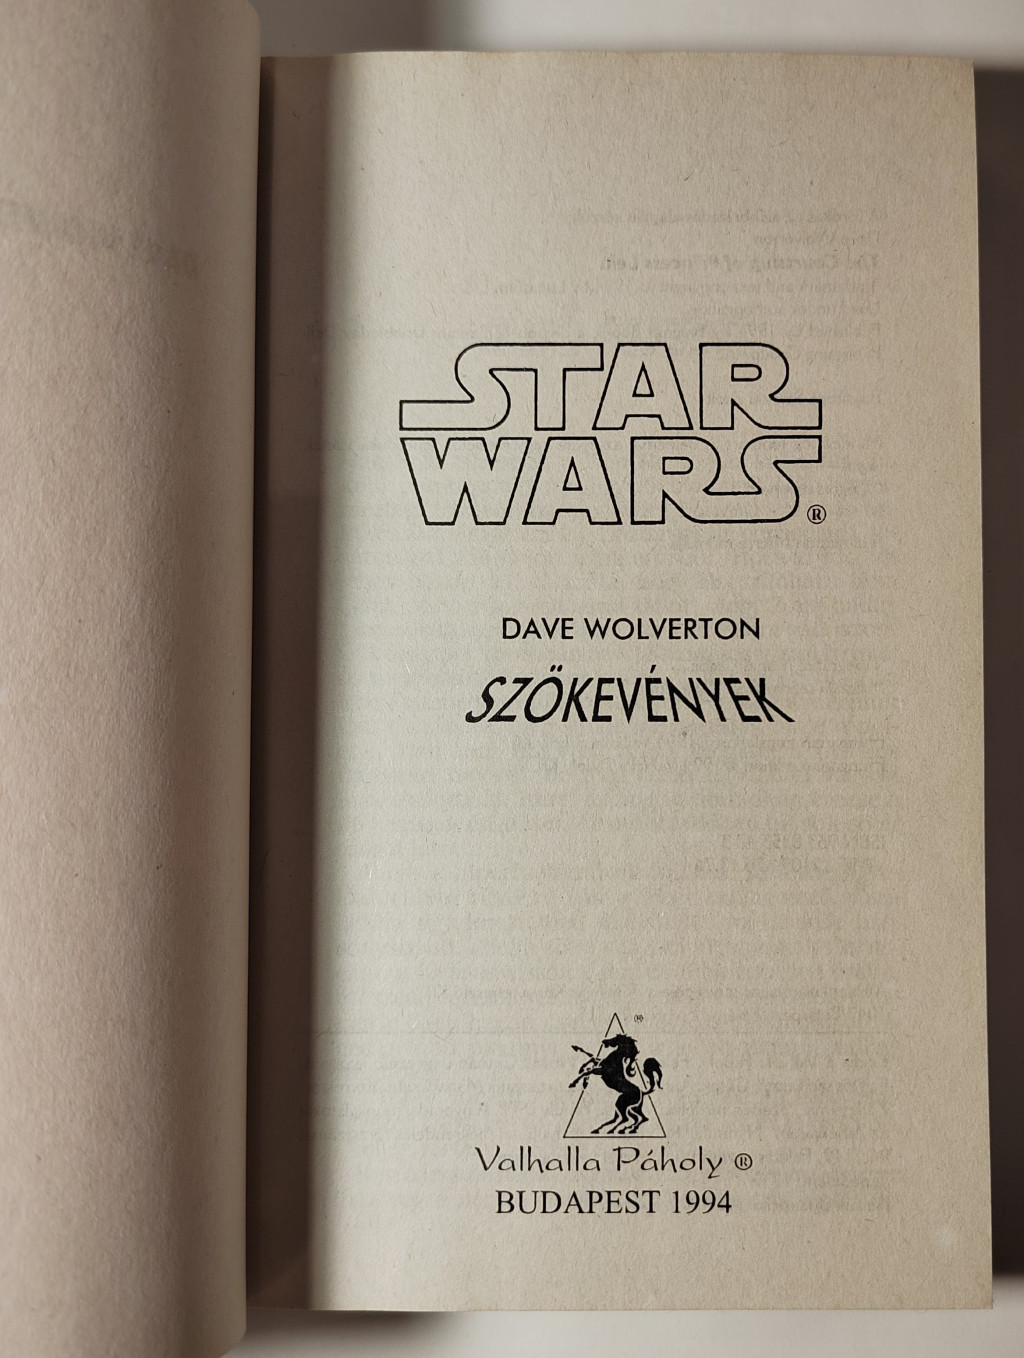 STAR
WARS®
DAVE WOLVERTON
SZÖKEVÉNYEK
Valhalla Páholy ®
BUDAPEST 1994